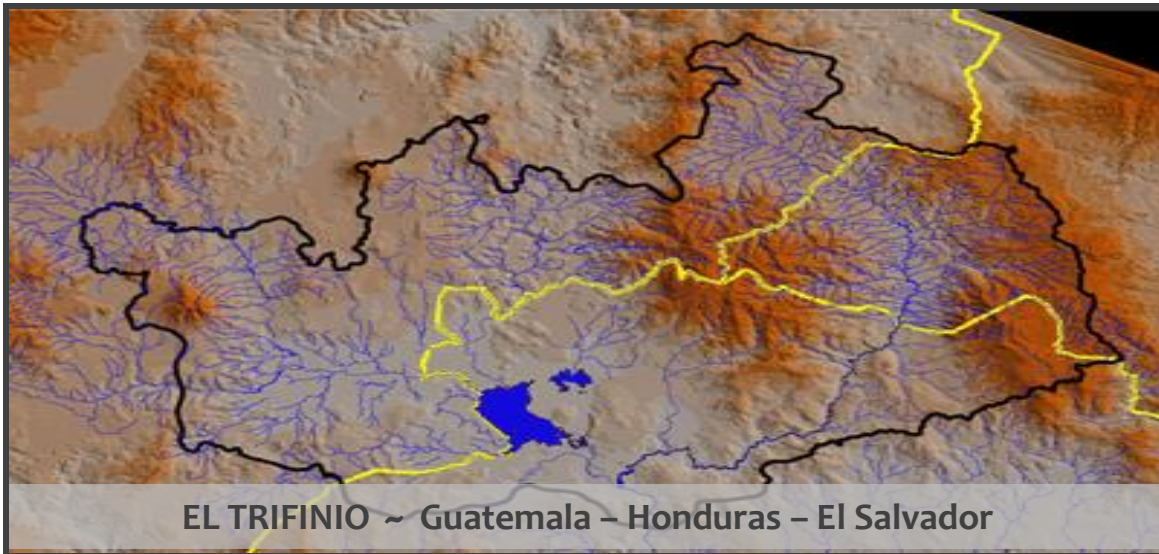 EL TRIFINIO ~ Guatemala – Honduras – El Salvador